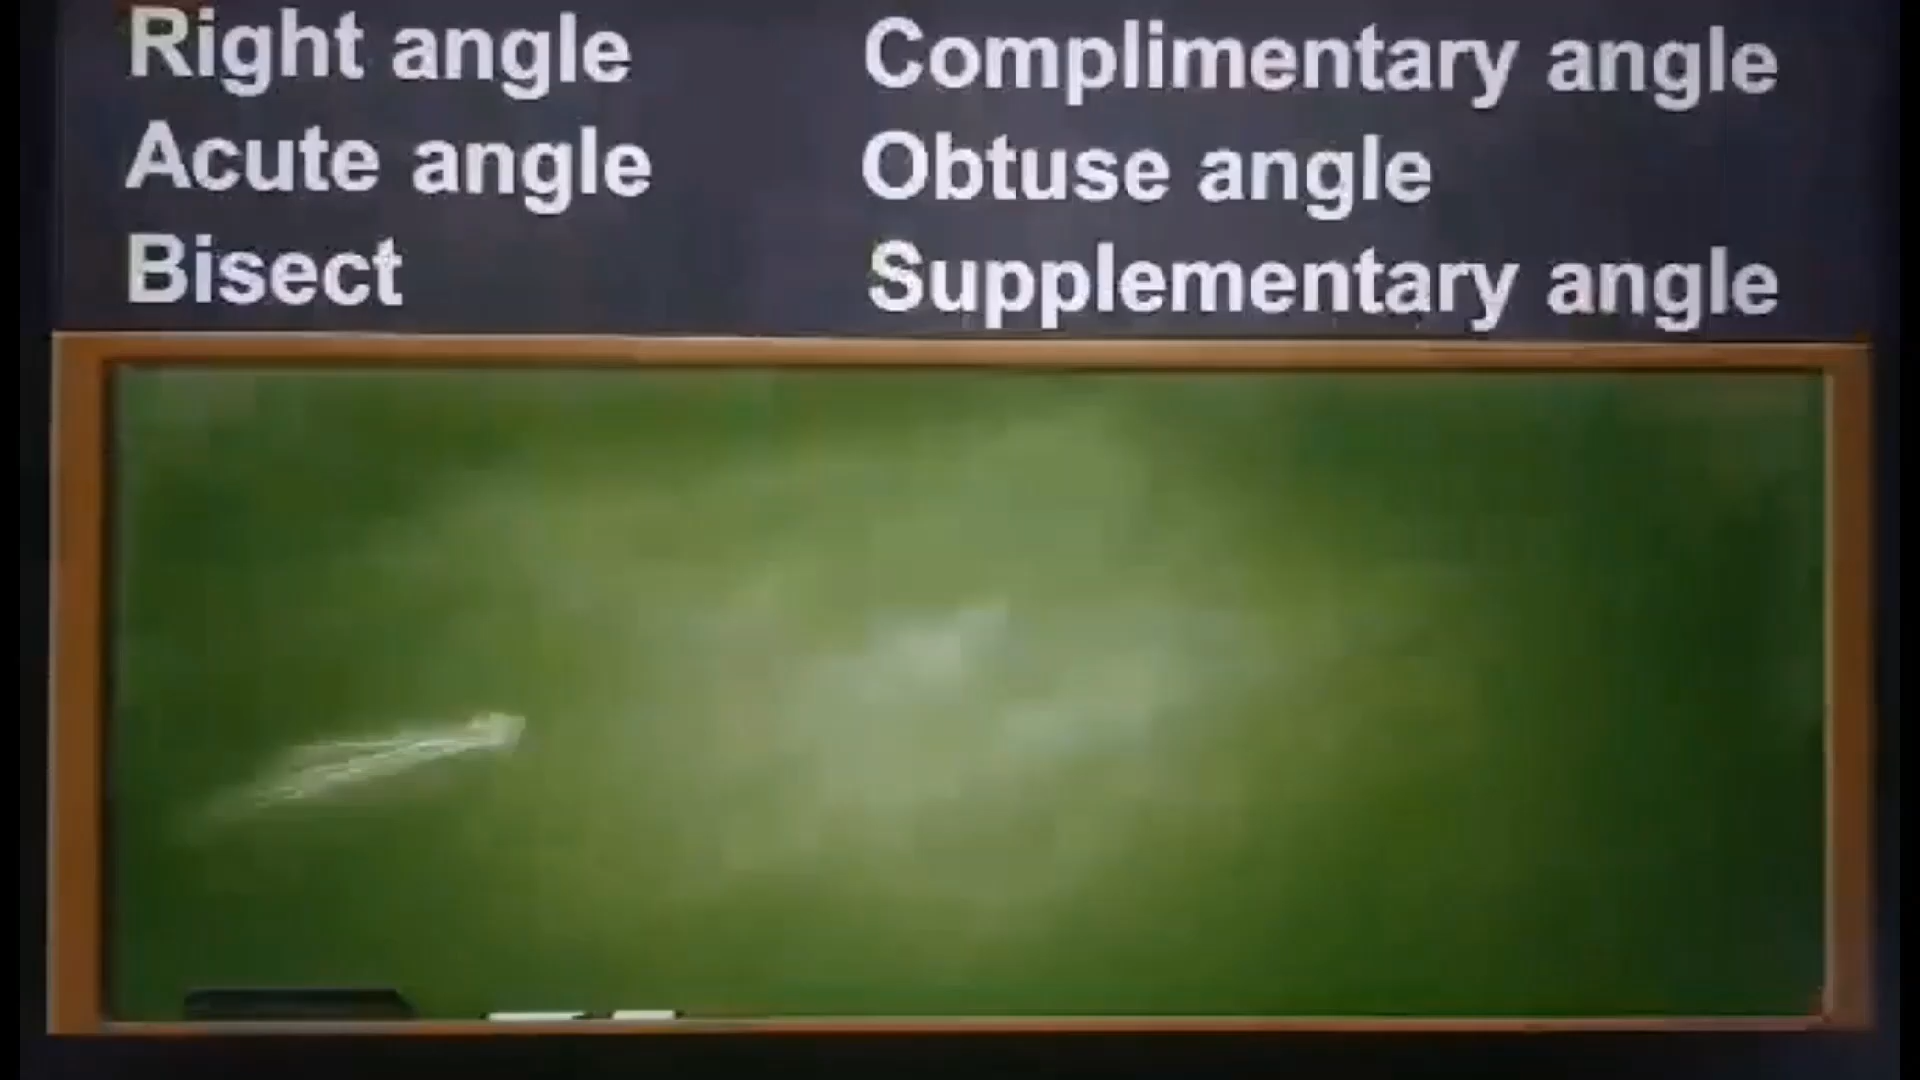 Right angle
Acute angle
Bisect
Complimentary angle
Obtuse angle
Supplementary angle